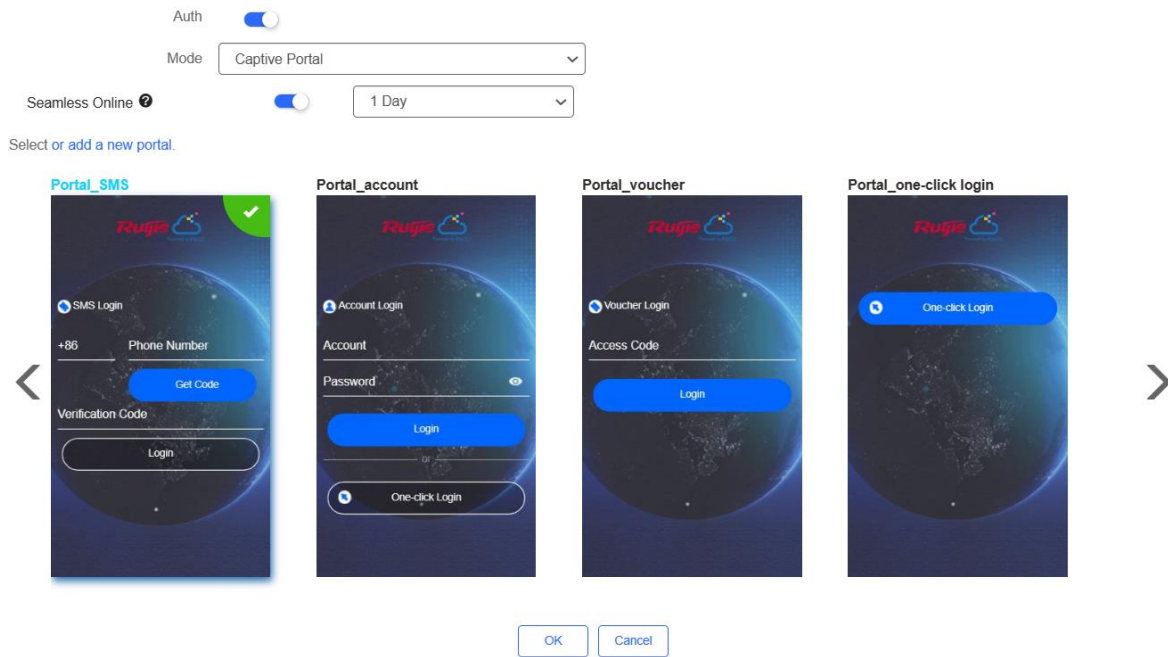 Auth
Mode Captive Portal
Seamless Online ? 1 Day
Select or add a new portal.
Portal_SMS
Ruijie
SMS Login
+86 Phone Number
Get Code
Verification Code
Login
Portal_account
Ruijie
Account Login
Account
Password
Login
or
One-click Login
Portal_voucher
Ruijie
Voucher Login
Access Code
Login
Portal_one-click login
Ruijie
One-click Login
OK Cancel